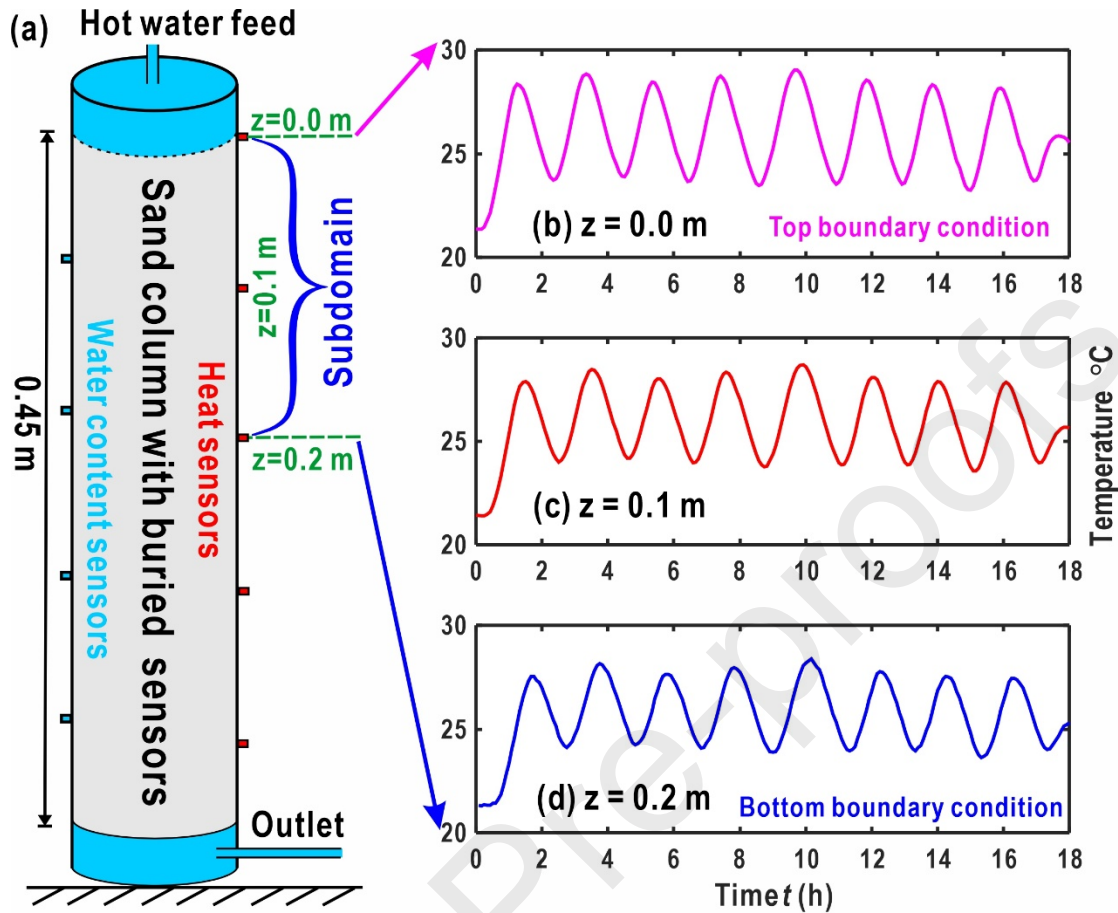 (a)
Hot water feed
z=0.0 m
z=0.1 m
z=0.2 m
Subdomain
0.45 m
Water content sensors
Sand column with buried sensors
Heat sensors
Outlet
30
25
20
(b) z = 0.0 m
Top boundary condition
0 2 4 6 8 10 12 14 16 18
30
25
20
(c) z = 0.1 m
0 2 4 6 8 10 12 14 16 18
Temperature °C
30
25
20
(d) z = 0.2 m
Bottom boundary condition
0 2 4 6 8 10 12 14 16 18
Timet (h)
Pre-proofs